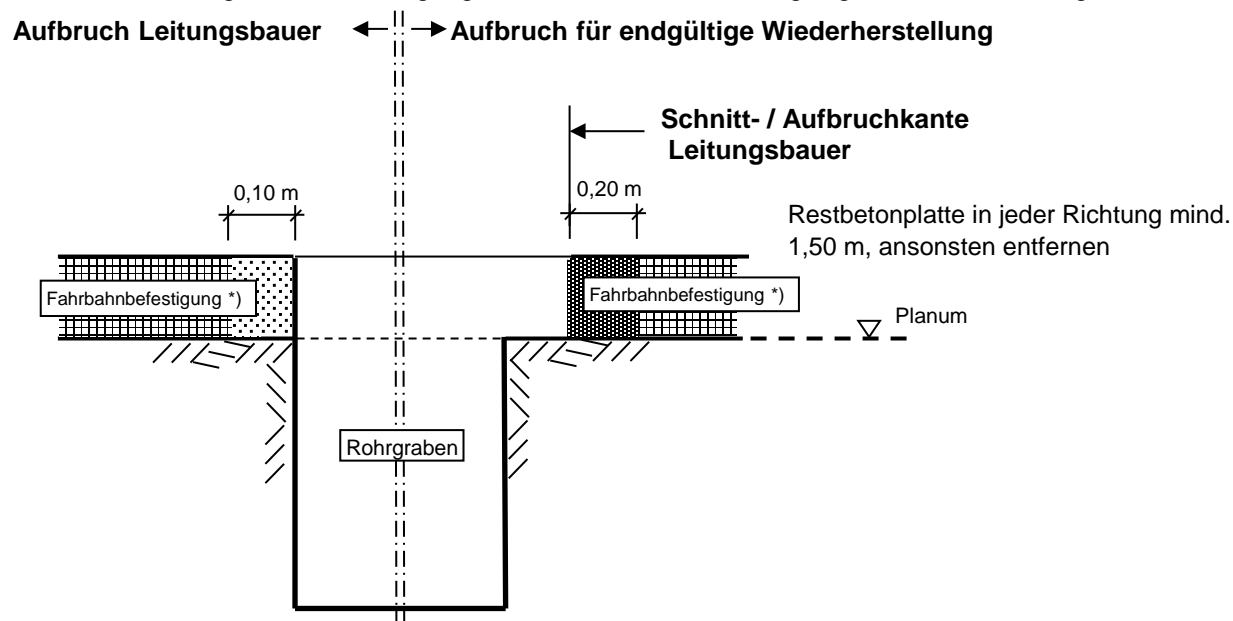 Aufbruch Leitungsbauer
Aufbruch für endgültige Wiederherstellung
Schnitt- / Aufbruchkante
Leitungsbauer
0,10 m
0,20 m
Restbetonplatte in jeder Richtung mind.
1,50 m, ansonsten entfernen
Fahrbahnbefestigung *)
Fahrbahnbefestigung *)
Planum
Rohrgraben